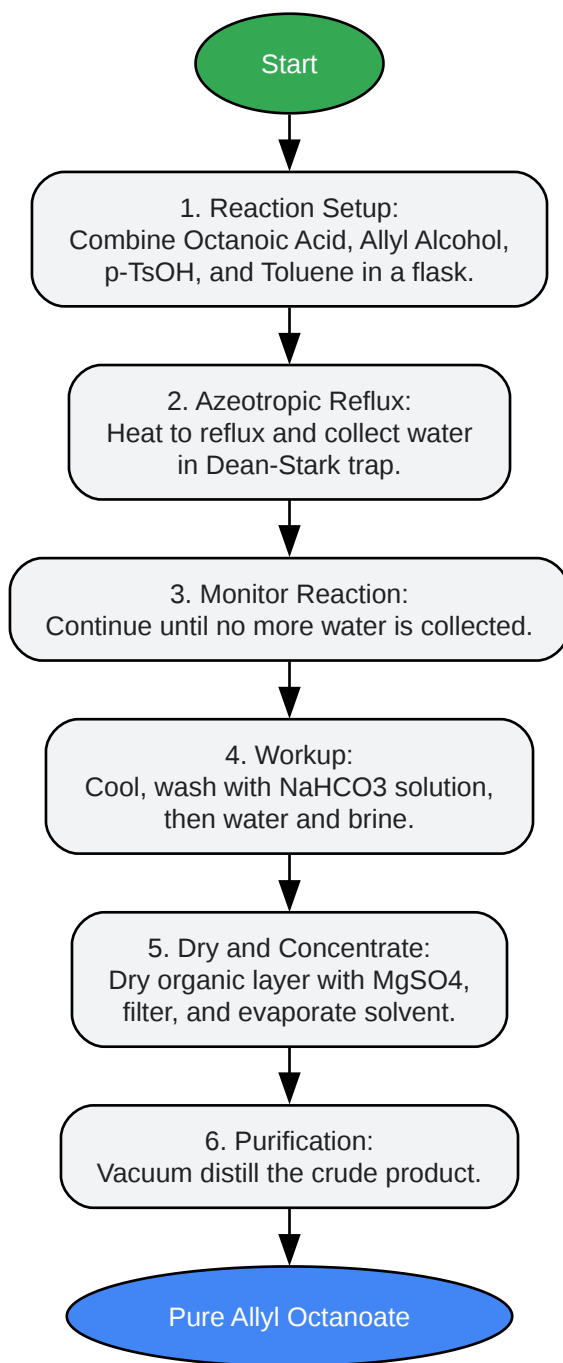 Start
1. Reaction Setup:
Combine Octanoic Acid, Allyl Alcohol,
p-TsOH, and Toluene in a flask.
2. Azeotropic Reflux:
Heat to reflux and collect water
in Dean-Stark trap.
3. Monitor Reaction:
Continue until no more water is collected.
4. Workup:
Cool, wash with NaHCO3 solution,
then water and brine.
5. Dry and Concentrate:
Dry organic layer with MgSO4,
filter, and evaporate solvent.
6. Purification:
Vacuum distill the crude product.
Pure Allyl Octanoate